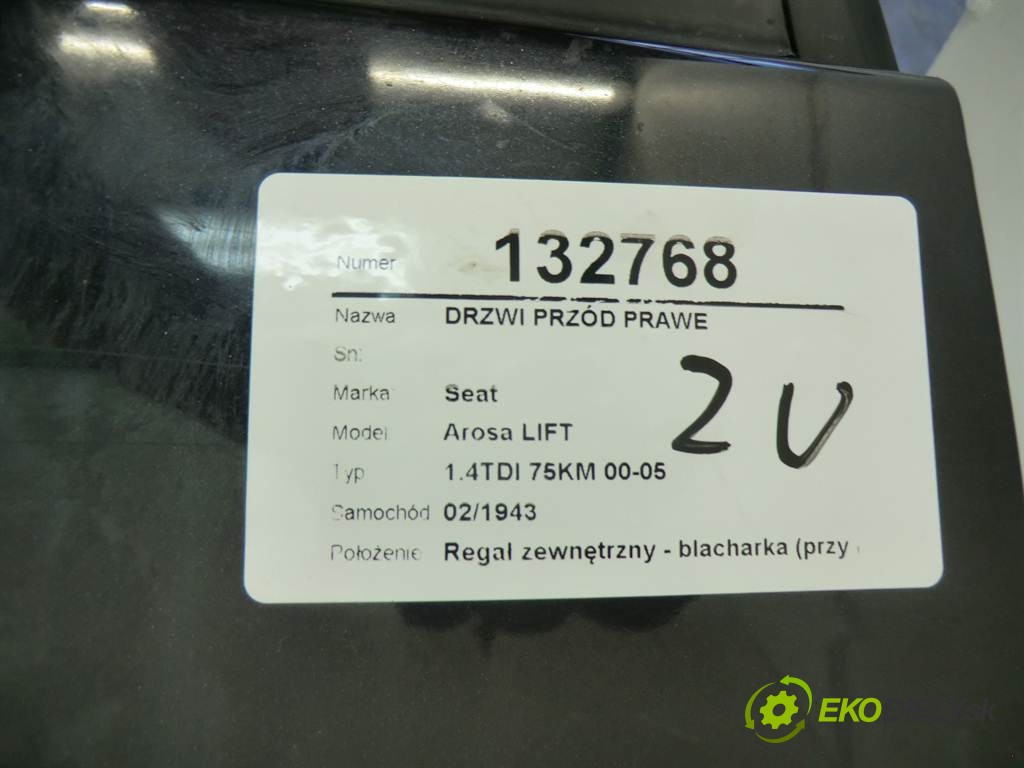 Numer 132768
Nazwa DRZWI PRZÓD PRAWE
Sn:
Marka Seat
Model Arosa LIFT
Typ 1.4TDI 75KM 00-05
Samochód 02/1943
Położenie Regał zewnętrzny - blacharka (przy
2 U
EKO